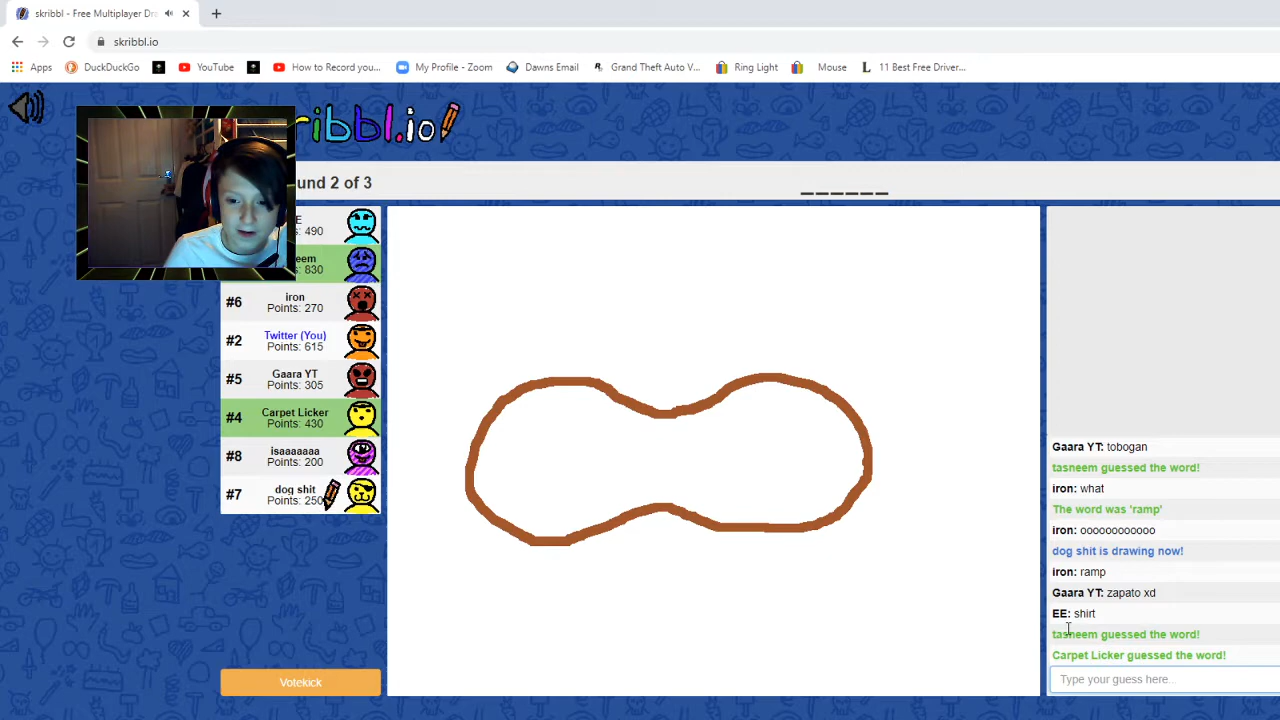 skribbl - Free Multiplayer Dra
skribbl.io
Apps DuckDuckGo YouTube How to Record you... My Profile - Zoom Dawns Email Grand Theft Auto V... Ring Light Mouse 11 Best Free Driver...
ribbl.io
und 2 of 3
______
E
s: 490
eem
s: 830
#6 iron
Points: 270
#2 Twitter (You)
Points: 615
#5 Gaara YT
Points: 305
#4 Carpet Licker
Points: 430
#8 isaaaaaaa
Points: 200
#7 dog shit
Points: 250
Votekick
Gaara YT: tobogan
tasneem guessed the word!
iron: what
The word was 'ramp'
iron: oooooooooooo
dog shit is drawing now!
iron: ramp
Gaara YT: zapato xd
EE: shirt
tasneem guessed the word!
Carpet Licker guessed the word!
Type your guess here...